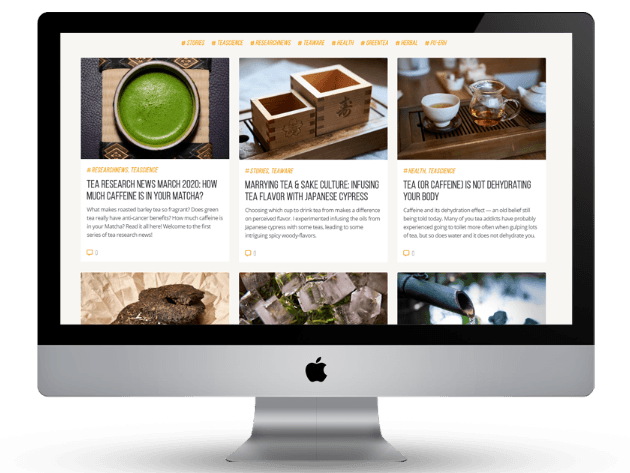 # STORIES # TEASCIENCE # RESEARCHNEWS # TEAWARE # HEALTH # GREENTEA # HERBAL # PU-ERH
# RESEARCHNEWS, TEASCIENCE
TEA RESEARCH NEWS MARCH 2020: HOW
MUCH CAFFEINE IS IN YOUR MATCHA?
What makes roasted barley tea so fragrant? Does green
tea really have anti-cancer benefits? How much caffeine is
in your Matcha? Read it all here! Welcome to the first
series of tea research news!
0
# STORIES, TEAWARE
MARRYING TEA & SAKE CULTURE: INFUSING
TEA FLAVOR WITH JAPANESE CYPRESS
Choosing which cup to drink tea from makes a difference
on perceived flavor. I experimented infusing the oils from
Japanese cypress with some teas, leading to some
intriguing spicy woody-flavors.
0
# HEALTH, TEASCIENCE
TEA (OR CAFFEINE) IS NOT DEHYDRATING
YOUR BODY
Caffeine and its dehydration effect — an old belief still
being told today. Many of you tea addicts have probably
experienced going to toilet more often when gulping lots
of tea, but so does water and it does not dehydrate you.
0